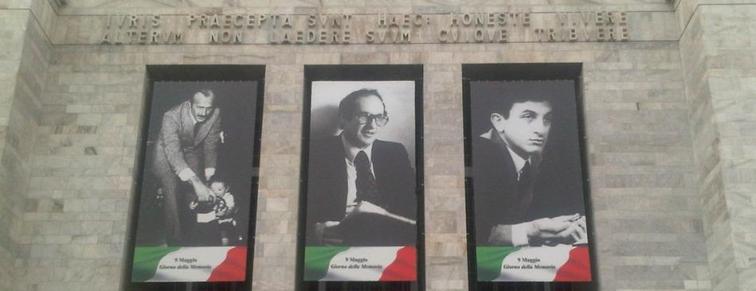 IVRIS PRAECEPTA SVNT HAEC: HONESTE VIVERE
ALTERVM NON LAEDERE SVVM CVIQVE TRIBVERE
9 Maggio
Giorno della Memoria
9 Maggio
Giorno della Memoria
9 Maggio
Giorno della Memoria